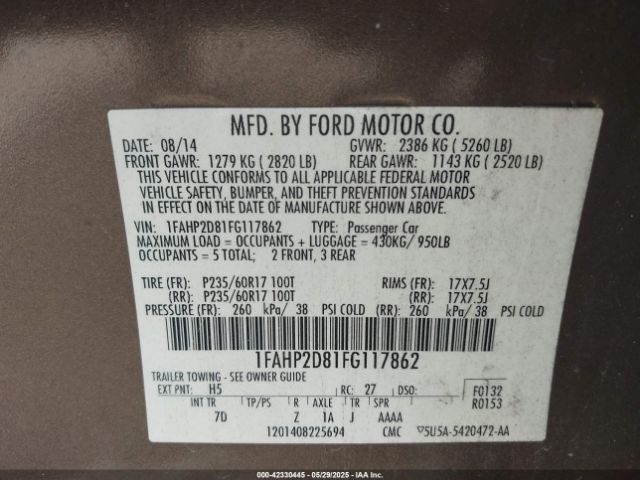 MFD. BY FORD MOTOR CO.
DATE: 08/14 GVWR: 2386 KG ( 5260 LB)
FRONT GAWR: 1279 KG ( 2820 LB) REAR GAWR: 1143 KG ( 2520 LB)
THIS VEHICLE CONFORMS TO ALL APPLICABLE FEDERAL MOTOR
VEHICLE SAFETY, BUMPER, AND THEFT PREVENTION STANDARDS
IN EFFECT ON THE DATE OF MANUFACTURE SHOWN ABOVE.
VIN: 1FAHP2D81FG117862 TYPE: Passenger Car
MAXIMUM LOAD = OCCUPANTS + LUGGAGE = 430KG/ 950LB
OCCUPANTS = 5 TOTAL; 2 FRONT, 3 REAR
TIRE (FR): P235/60R17 100T RIMS (FR): 17X7.5J
(RR): P235/60R17 100T (RR): 17X7.5J
PRESSURE (FR): 260 kPa/ 38 PSI COLD (RR): 260 kPa/ 38 PSI COLD
1FAHP2D81FG117862
TRAILER TOWING - SEE OWNER GUIDE
EXT PNT: H5 RC: 27 DSO: F0132
INT TR TP/PS R AXLE TR SPR R0153
7D Z 1A J AAAA
1201408225694 CMC 5U5A-5420472-AA
000-42330445 - 05/29/2025 - IAAI.COM